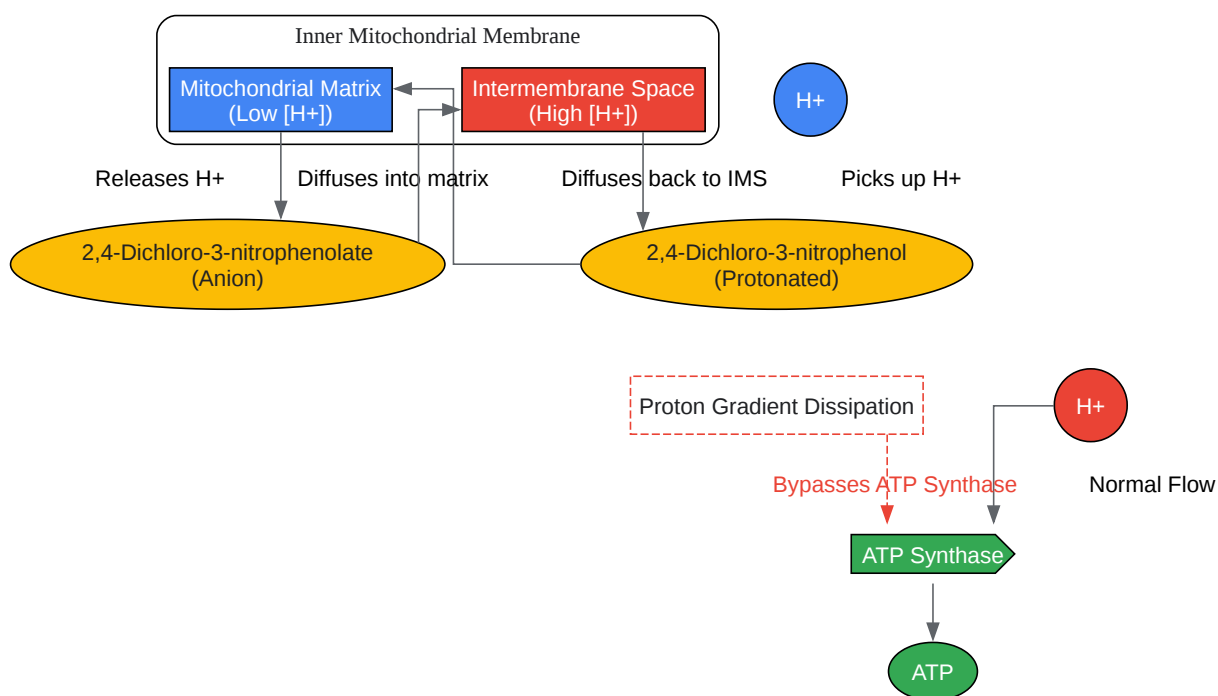 Inner Mitochondrial Membrane
Mitochondrial Matrix
(Low [H+])
Intermembrane Space
(High [H+])
H+
Releases H+
Diffuses into matrix
Diffuses back to IMS
Picks up H+
2,4-Dichloro-3-nitrophenolate
(Anion)
2,4-Dichloro-3-nitrophenol
(Protonated)
Proton Gradient Dissipation
H+
Bypasses ATP Synthase
Normal Flow
ATP Synthase
ATP